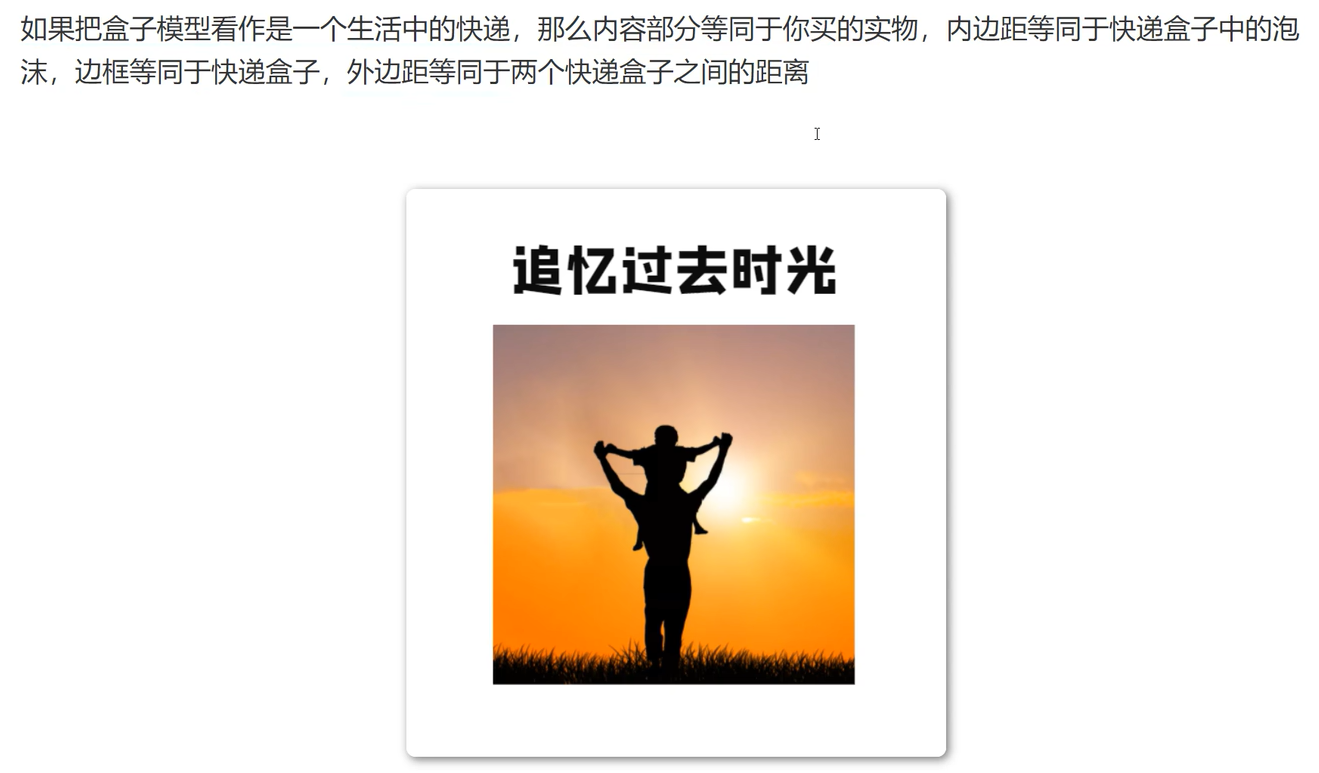 如果把盒子模型看作是一个生活中的快递，那么内容部分等同于你买的实物，内边距等同于快递盒子中的泡
沫，边框等同于快递盒子，外边距等同于两个快递盒子之间的距离
追忆过去时光